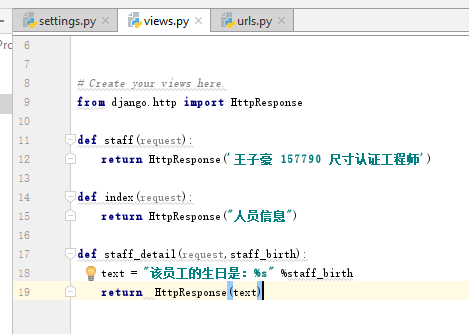 settings.py × views.py × urls.py ×
6
7
8 # Create your views here.
9 from django.http import HttpResponse
10
11 def staff(request):
12 return HttpResponse('王子豪 157790 尺寸认证工程师')
13
14 def index(request):
15 return HttpResponse("人员信息")
16
17 def staff_detail(request,staff_birth):
18 text = "该员工的生日是：%s" %staff_birth
19 return HttpResponse(text)